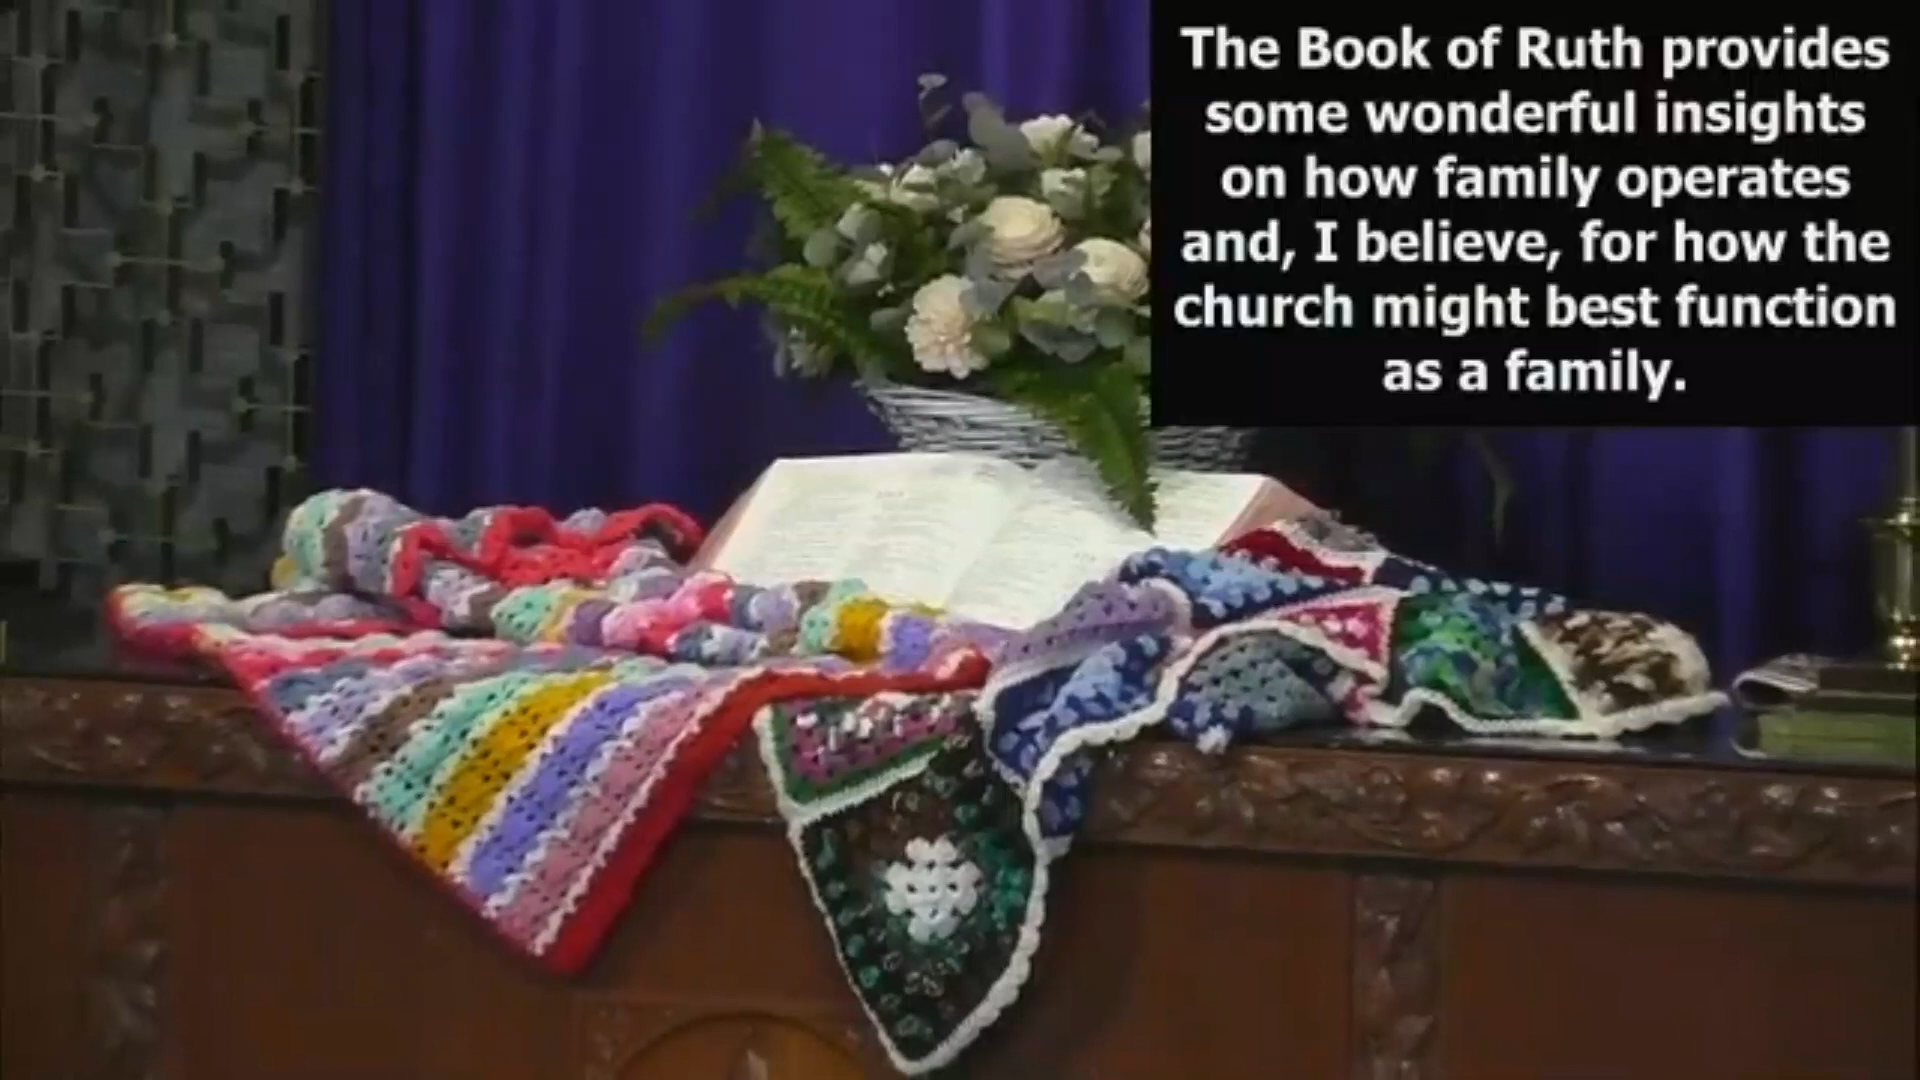 The Book of Ruth provides
some wonderful insights
on how family operates
and, I believe, for how the
church might best function
as a family.